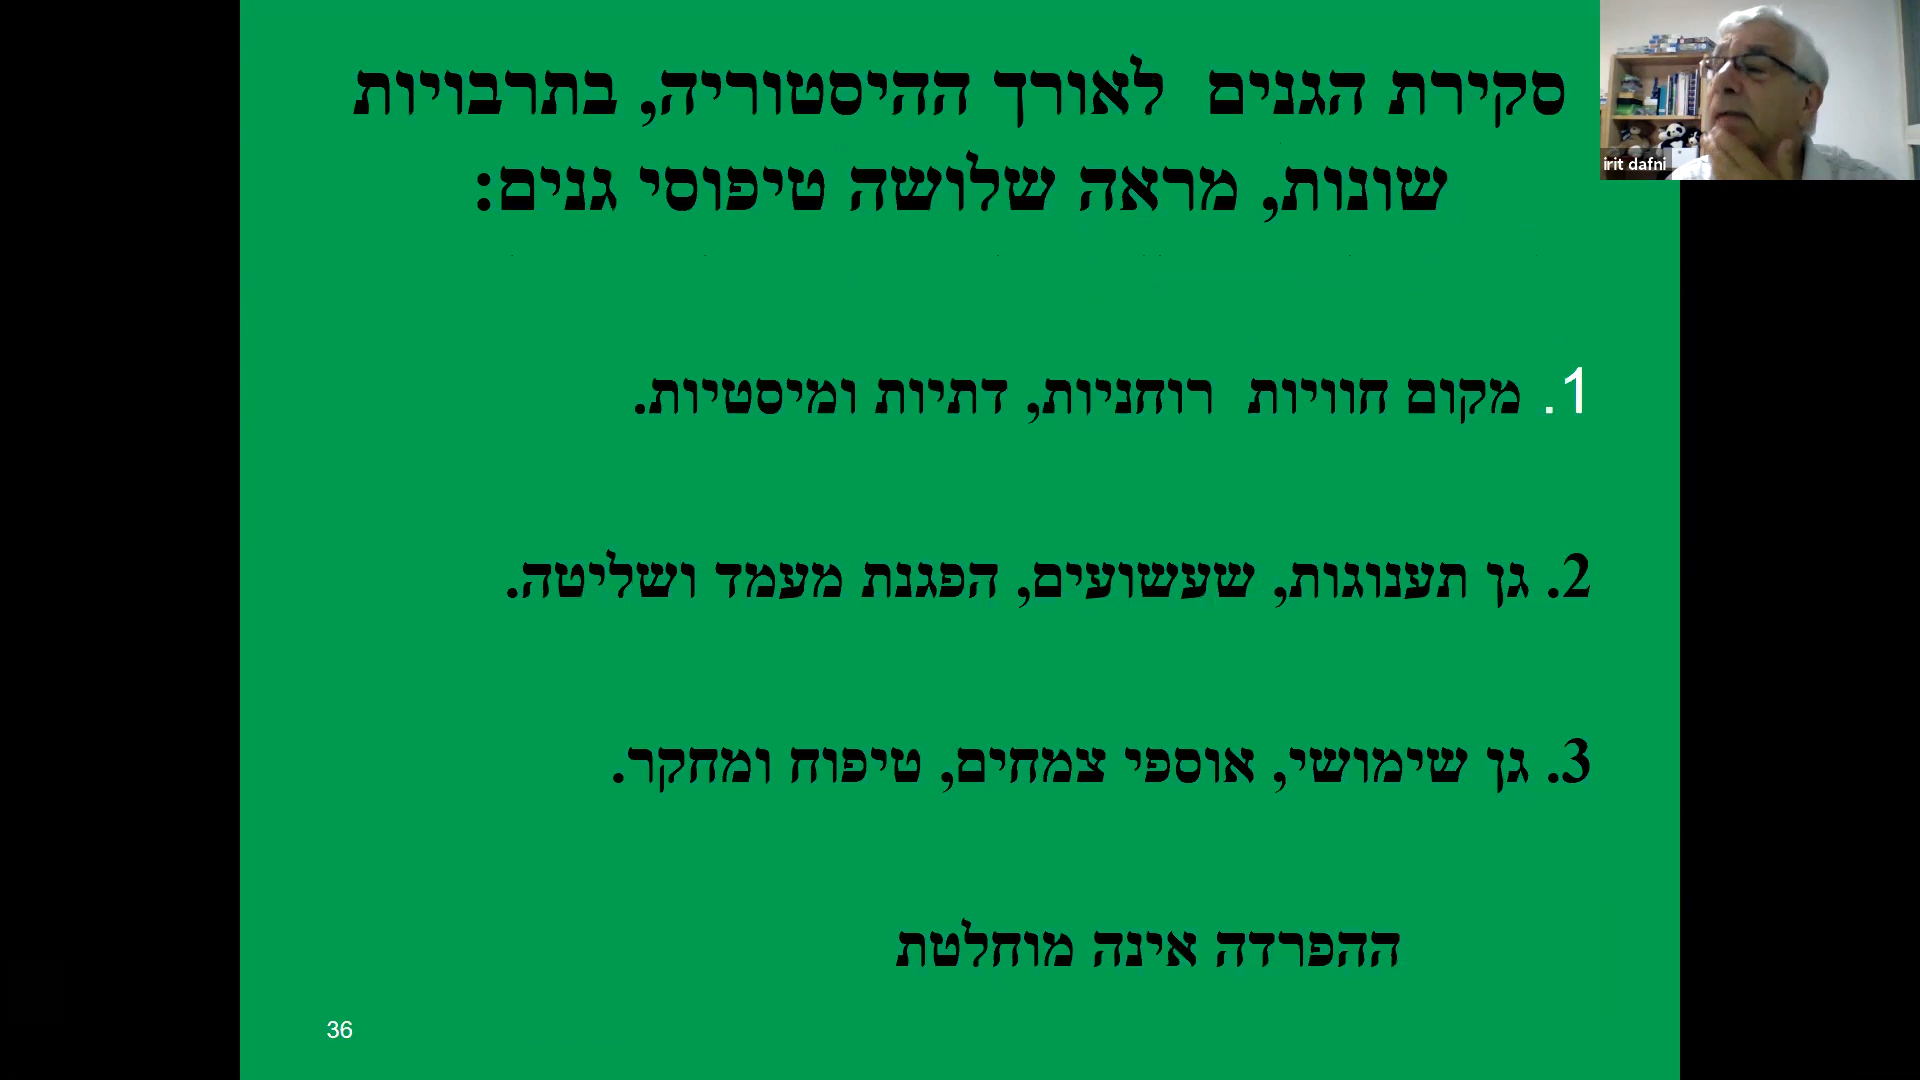 סקירת הגנים לאורך ההיסטוריה, בתרבויות
שונות, מראה שלושה טיפוסי גנים:
1. מקום חוויות רוחניות, דתיות ומיסטיות.
2. גן תענוגות, שעשועים, הפגנת מעמד ושליטה.
3. גן שימושי, אוספי צמחים, טיפוח ומחקר.
ההפרדה אינה מוחלטת
36
irit dafni